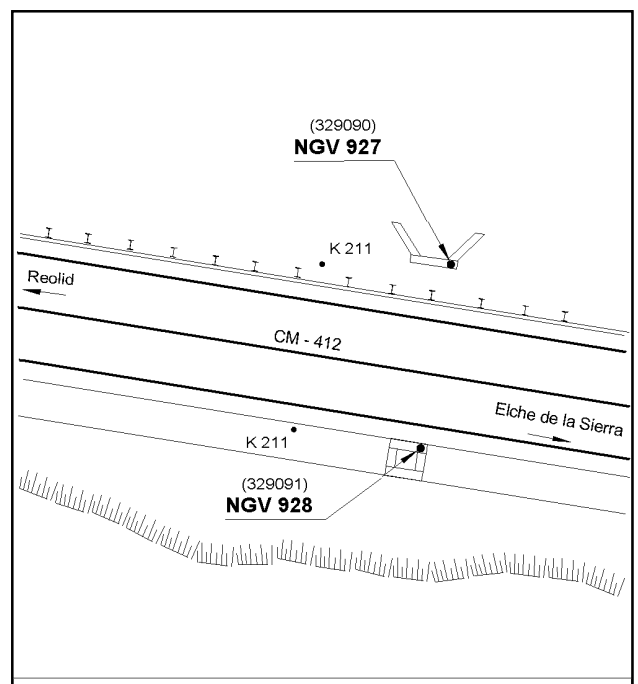 (329090)
NGV 927
K 211
Reolid
CM - 412
Elche de la Sierra
K 211
(329091)
NGV 928